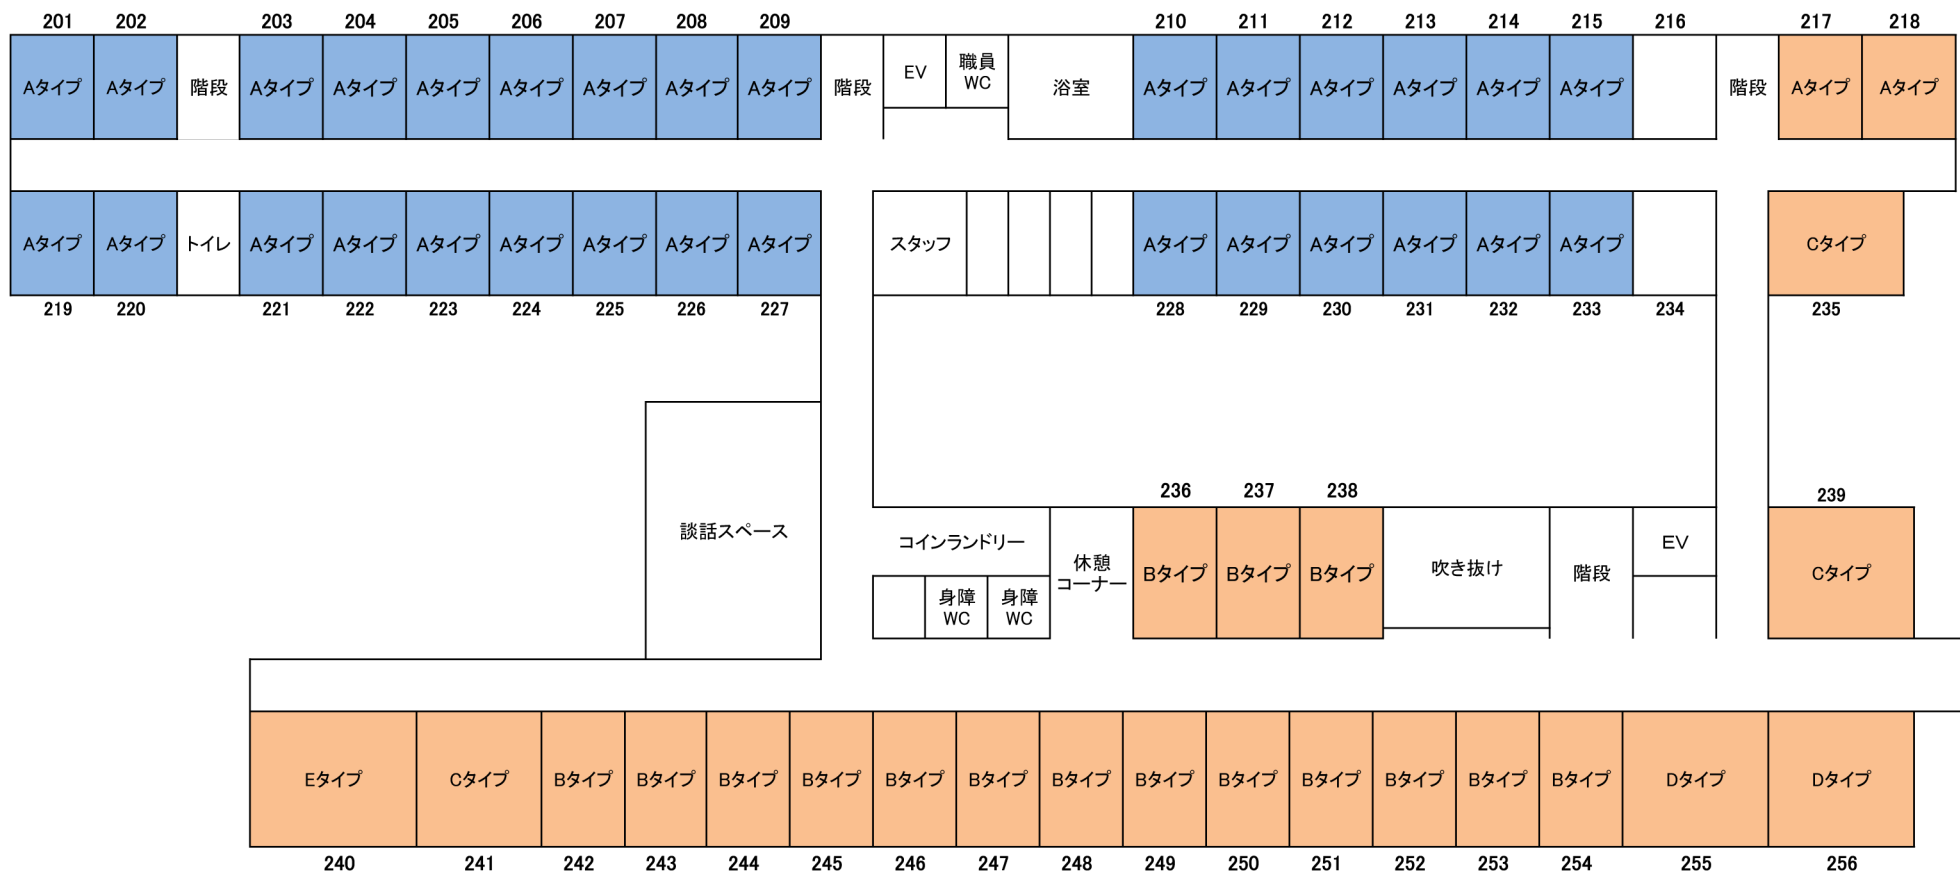 201 202 203 204 205 206 207 208 209 210 211 212 213 214 215 216 217 218
Aタイプ Aタイプ 階段 Aタイプ Aタイプ Aタイプ Aタイプ Aタイプ Aタイプ Aタイプ 階段 EV 職員 浴室 Aタイプ Aタイプ Aタイプ Aタイプ Aタイプ Aタイプ 階段 Aタイプ Aタイプ
WC
Aタイプ Aタイプ トイレ Aタイプ Aタイプ Aタイプ Aタイプ Aタイプ Aタイプ Aタイプ スタッフ Aタイプ Aタイプ Aタイプ Aタイプ Aタイプ Aタイプ Cタイプ
219 220 221 222 223 224 225 226 227 228 229 230 231 232 233 234 235
236 237 238 239
談話スペース コインランドリー 休憩 Bタイプ Bタイプ Bタイプ 吹き抜け 階段 EV Cタイプ
コーナー
身障 身障
WC WC
Eタイプ Cタイプ Bタイプ Bタイプ Bタイプ Bタイプ Bタイプ Bタイプ Bタイプ Bタイプ Bタイプ Bタイプ Bタイプ Bタイプ Bタイプ Dタイプ Dタイプ
240 241 242 243 244 245 246 247 248 249 250 251 252 253 254 255 256